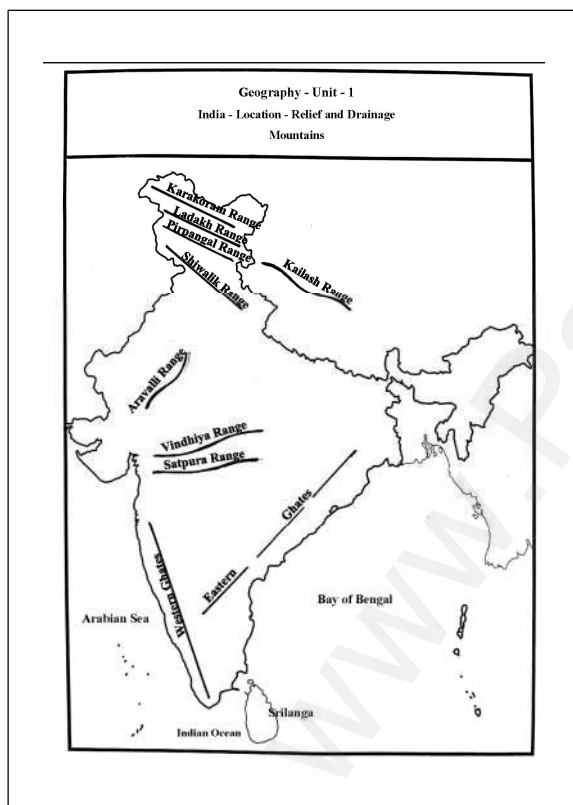 Geography - Unit - 1
India - Location - Relief and Drainage
Mountains
Karakoram Range
Ladakh Range
Pirpangal Range
Shiwalik Range
Kailash Range
Aravalli Range
Vindhiya Range
Satpura Range
Eastern Ghates
Western Ghates
Arabian Sea
Bay of Bengal
Srilanga
Indian Ocean